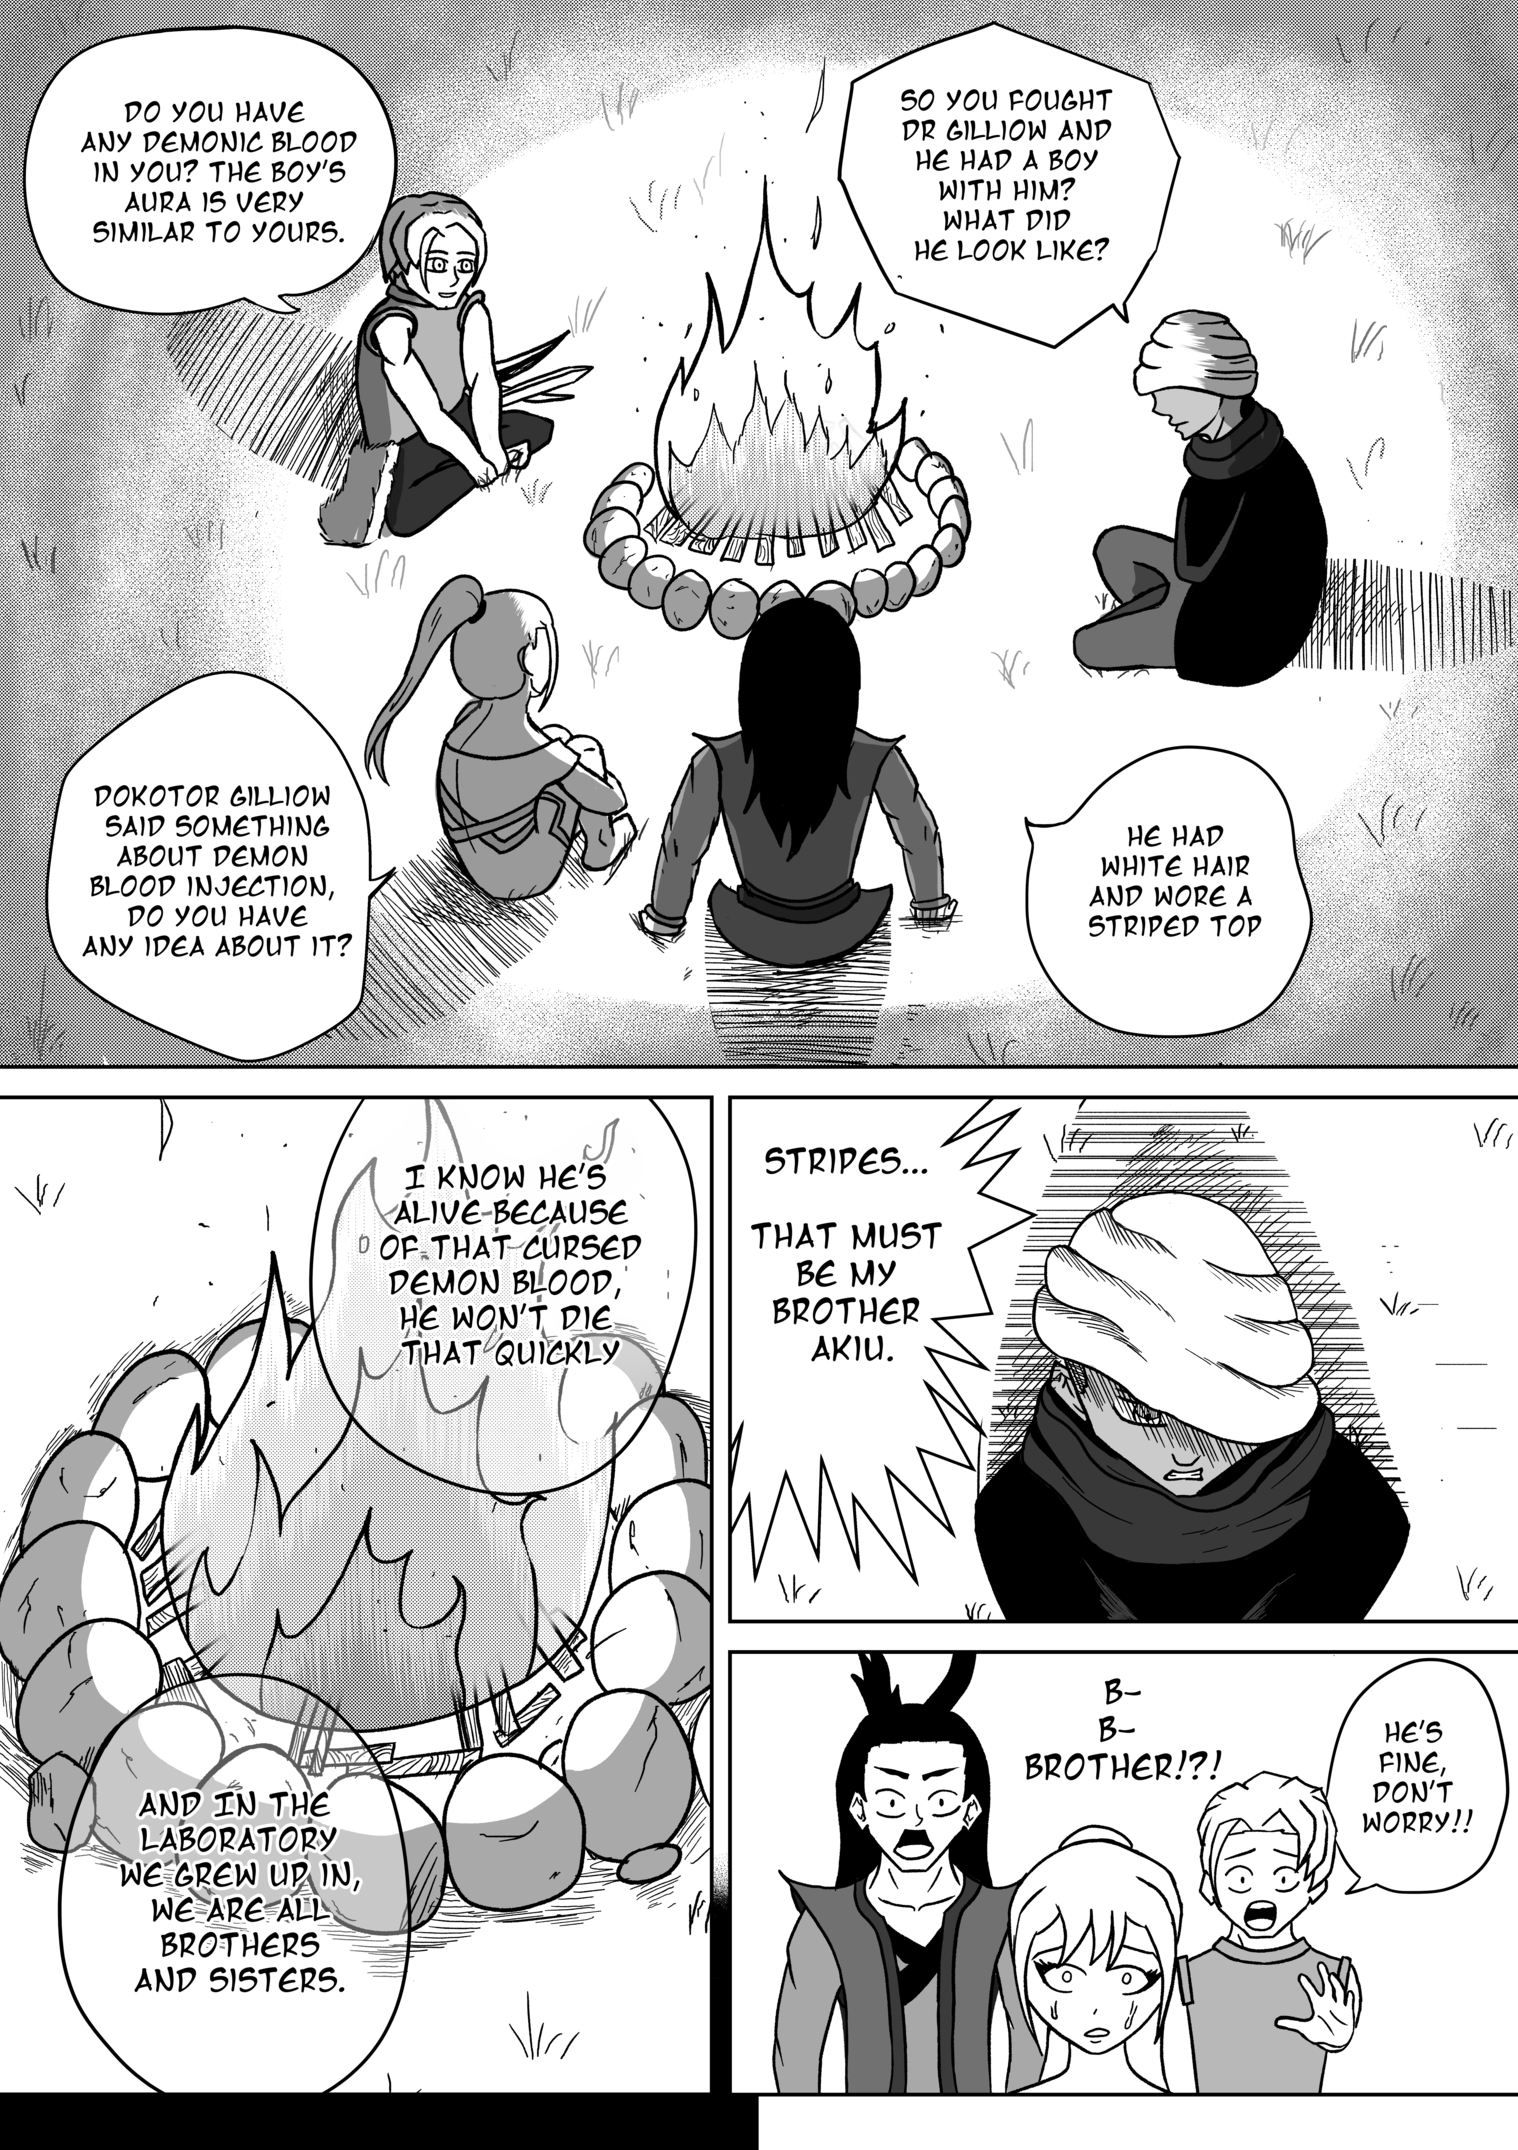 SO YOU FOUGHT
DR GILLIOW AND
HE HAD A BOY
WITH HIM?
WHAT DID
HE LOOK LIKE?
HE HAD
WHITE HAIR
AND WORE A
STRIPED TOP
DO YOU HAVE
ANY DEMONIC BLOOD
IN YOU? THE BOY'S
AURA IS VERY
SIMILAR TO YOURS.
DOKOTOR GILLIOW
SAID SOMETHING
ABOUT DEMON
BLOOD INJECTION,
DO YOU HAVE
ANY IDEA ABOUT IT?
STRIPES...
THAT MUST
BE MY
BROTHER
AKIU.
B-
B-
BROTHER!?!
HE'S
FINE,
DON'T
WORRY!!
I KNOW HE'S
ALIVE BECAUSE
OF THAT CURSED
DEMON BLOOD,
HE WON'T DIE
THAT QUICKLY
AND IN THE
LABORATORY
WE GREW UP IN,
WE ARE ALL
BROTHERS
AND SISTERS.